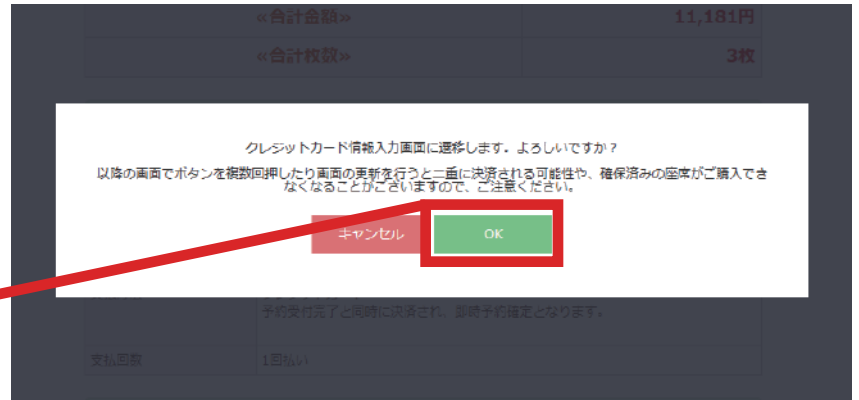 ≪合計金額≫ 11,181円
≪合計枚数≫ 3枚
クレジットカード情報入力画面に遷移します。よろしいですか？
以降の画面でボタンを複数回押したり画面の更新を行うと二重に決済される可能性や、確保済みの座席がご購入でき
なくなることがございますので、ご注意ください。
キャンセル OK
予約受付完了と同時に決済され、即時予約確定となります。
支払回数 1回払い